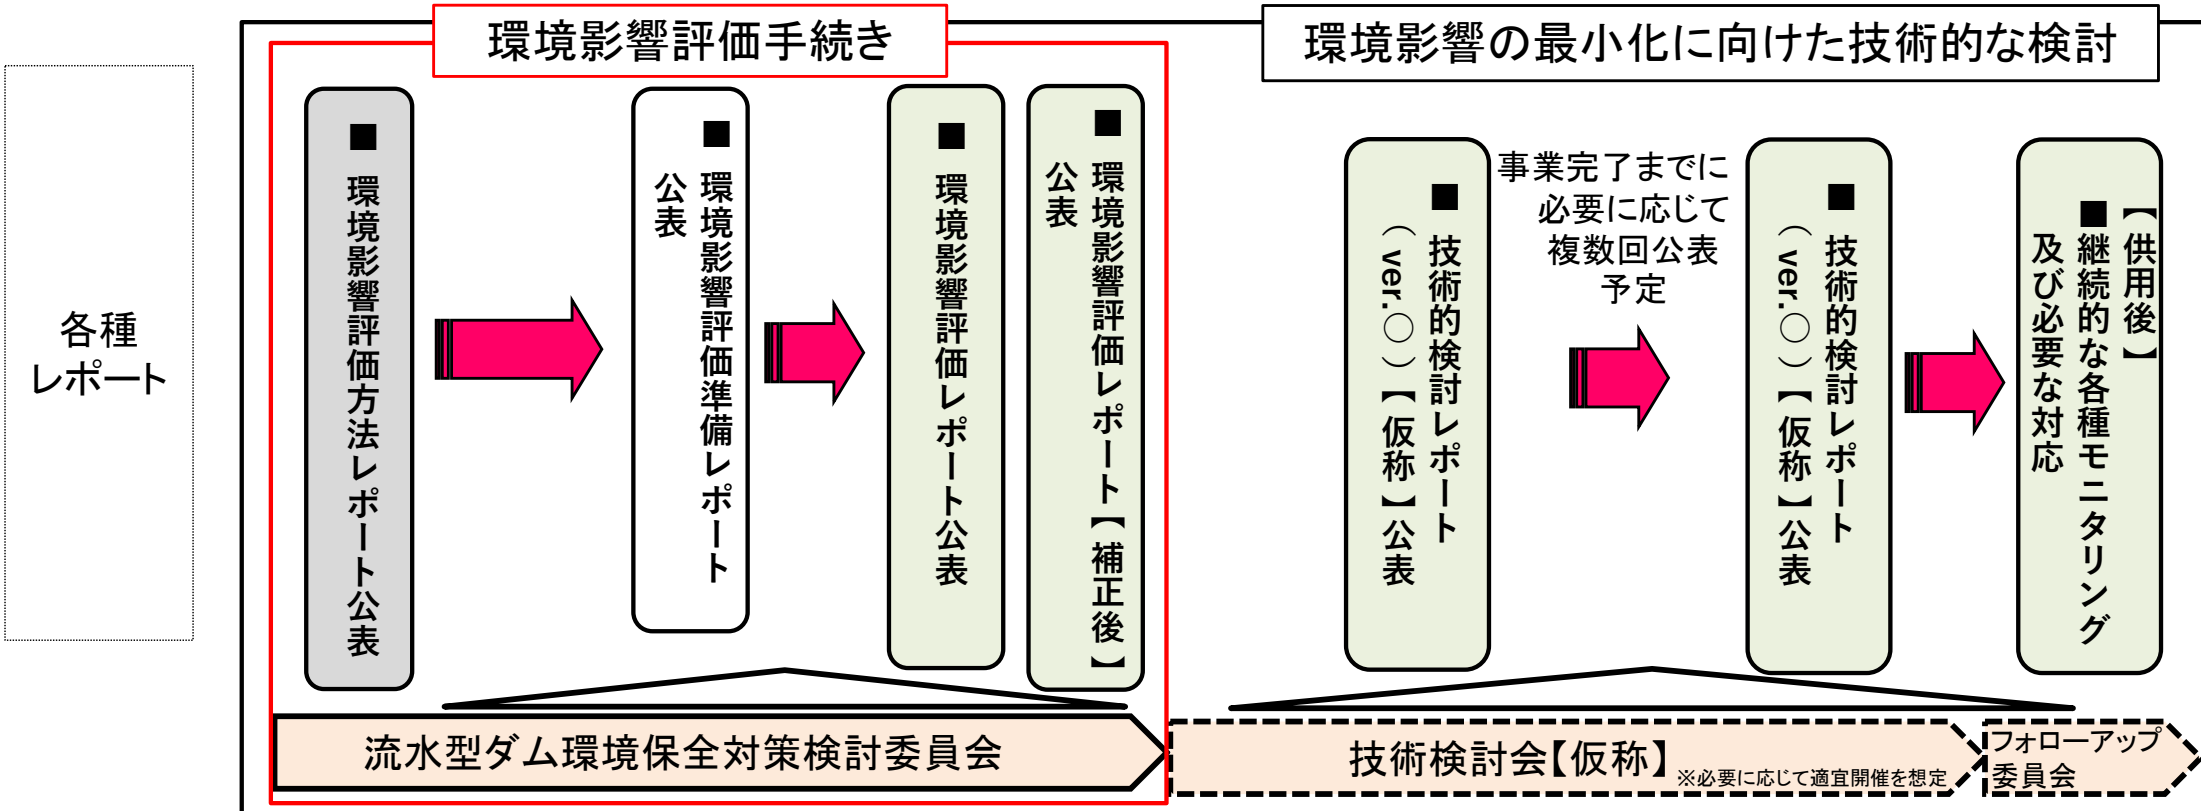 環境影響評価手続き
環境影響の最小化に向けた技術的な検討
各種
レポート
■環境影響評価方法レポート公表
■環境影響評価準備レポート
公表
■環境影響評価レポート公表
■環境影響評価レポート【補正後】
公表
■技術的検討レポート
（ver.○）【仮称】公表
事業完了までに
必要に応じて
複数回公表
予定
■技術的検討レポート
（ver.○）【仮称】公表
【供用後】
■継続的な各種モニタリング
及び必要な対応
流水型ダム環境保全対策検討委員会
技術検討会【仮称】※必要に応じて適宜開催を想定
フォローアップ
委員会